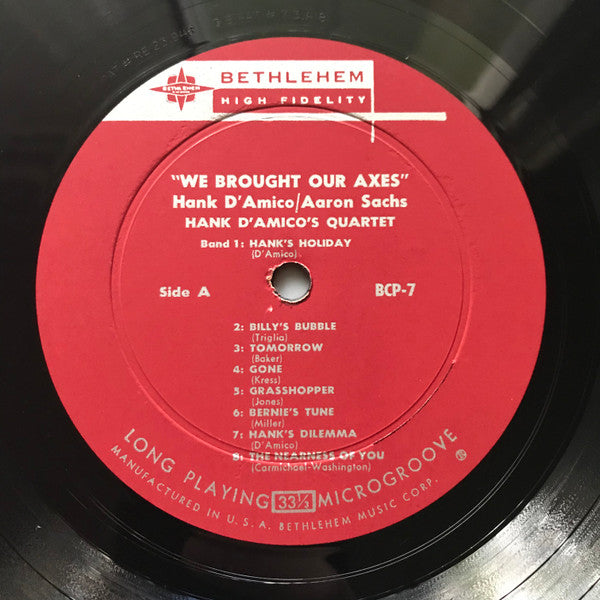 BETHLEHEM
BETHLEHEM
HIGH FIDELITY
"WE BROUGHT OUR AXES"
Hank D'Amico/Aaron Sachs
HANK D'AMICO'S QUARTET
Band 1: HANK'S HOLIDAY
(D'Amico)
Side A
BCP-7
2: BILLY'S BUBBLE
(Triglia)
3: TOMORROW
(Baker)
4: GONE
(Kress)
5: GRASSHOPPER
(Jones)
6: BERNIE'S TUNE
(Miller)
7: HANK'S DILEMMA
(D'Amico)
8: THE NEARNESS OF YOU
(Carmichael-Washington)
LONG PLAYING 33⅓ MICROGROOVE
MANUFACTURED IN U.S.A. BETHLEHEM MUSIC CORP.